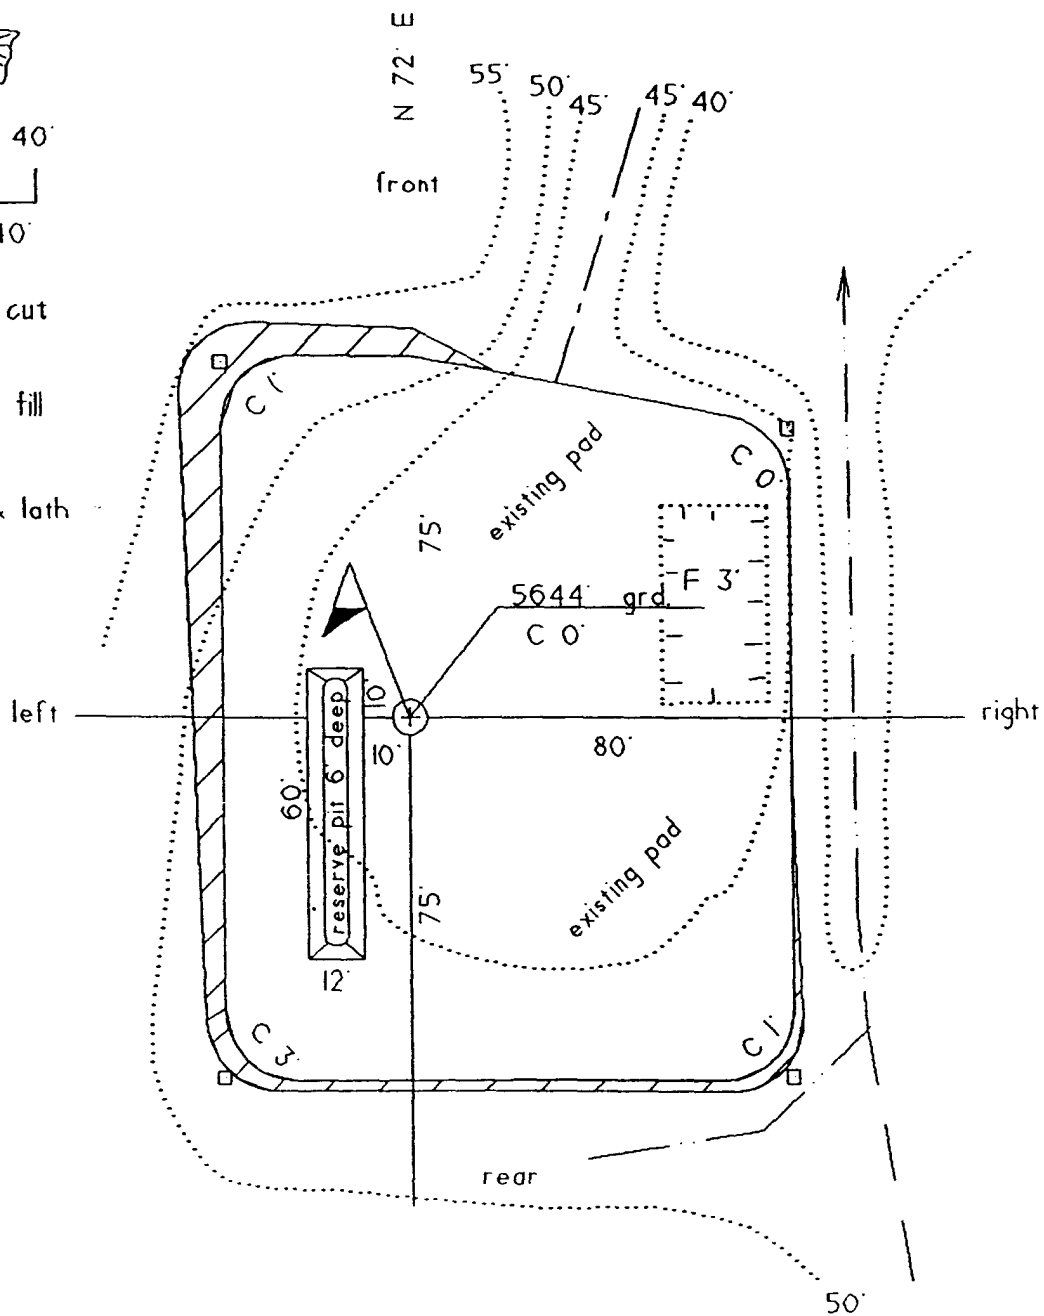 N 72° E
55'
50'
45'
45'
40'
40'
front
cut
fill
lath
C 1'
C 0'
existing pad
75'
F 3'
5644' grd.
C 0'
left
right
10'
10'
80'
60'
reserve pit 6' deep
existing pad
75'
12'
C 3'
C 1'
rear
50'